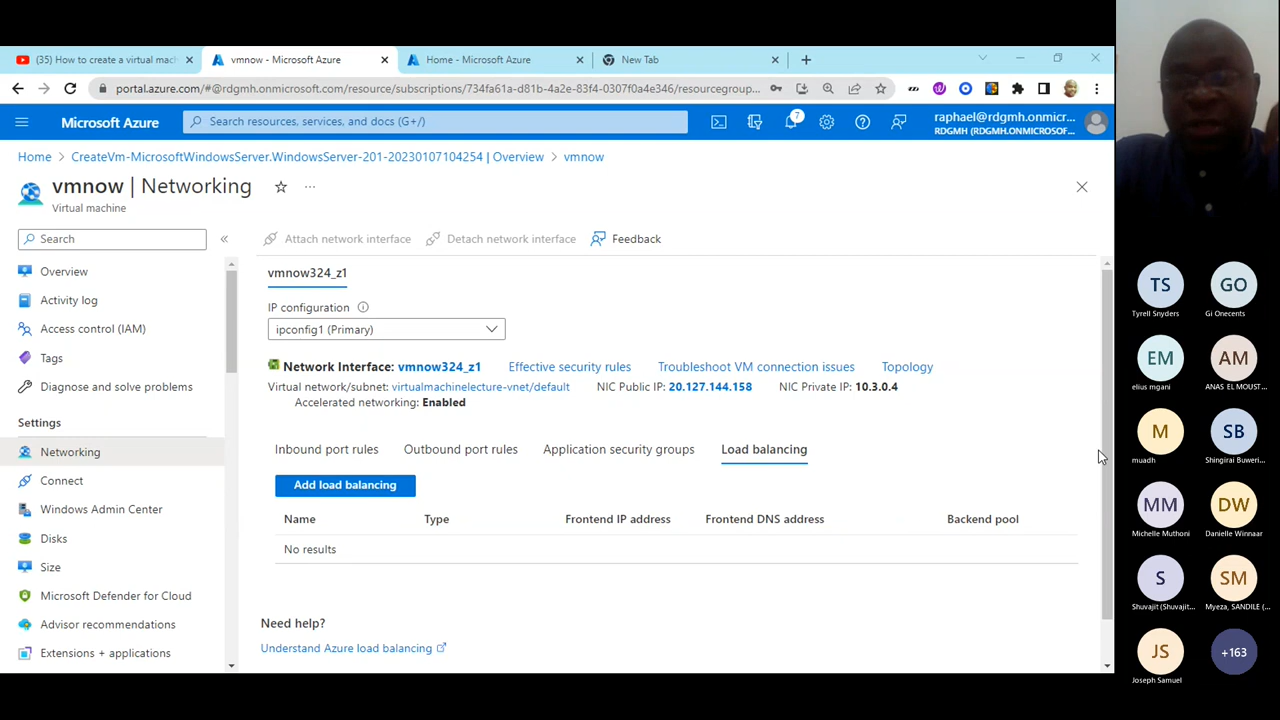 (35) How to create a virtual mach
vmnow - Microsoft Azure
Home - Microsoft Azure
New Tab
portal.azure.com/#@rdgmh.onmicrosoft.com/resource/subscriptions/734fa61a-d81b-4a2e-83f4-0307f0a4e346/resourcegroup...
Microsoft Azure
Search resources, services, and docs (G+/)
7
raphael@rdgmh.onmicr...
RDGMH (RDGMH.ONMICROSOF...
Home > CreateVm-MicrosoftWindowsServer.WindowsServer-201-20230107104254 | Overview > vmnow
vmnow | Networking
Virtual machine
Search
Attach network interface
Detach network interface
Feedback
Overview
Activity log
Access control (IAM)
Tags
Diagnose and solve problems
Settings
Networking
Connect
Windows Admin Center
Disks
Size
Microsoft Defender for Cloud
Advisor recommendations
Extensions + applications
vmnow324_z1
IP configuration
ipconfig1 (Primary)
Network Interface: vmnow324_z1 Effective security rules Troubleshoot VM connection issues Topology
Virtual network/subnet: virtualmachinelecture-vnet/default NIC Public IP: 20.127.144.158 NIC Private IP: 10.3.0.4
Accelerated networking: Enabled
Inbound port rules Outbound port rules Application security groups Load balancing
Add load balancing
Name Type Frontend IP address Frontend DNS address Backend pool
No results
Need help?
Understand Azure load balancing
TS GO
Tyrell Snyders Gi Onecents
EM AM
elius mgani ANAS EL MOUST...
M SB
muadh Shingirai Buweri...
MM DW
Michelle Muthoni Danielle Winnaar
S SM
Shuvajit (Shuvajit... Myeza, SANDILE (...
JS +163
Joseph Samuel